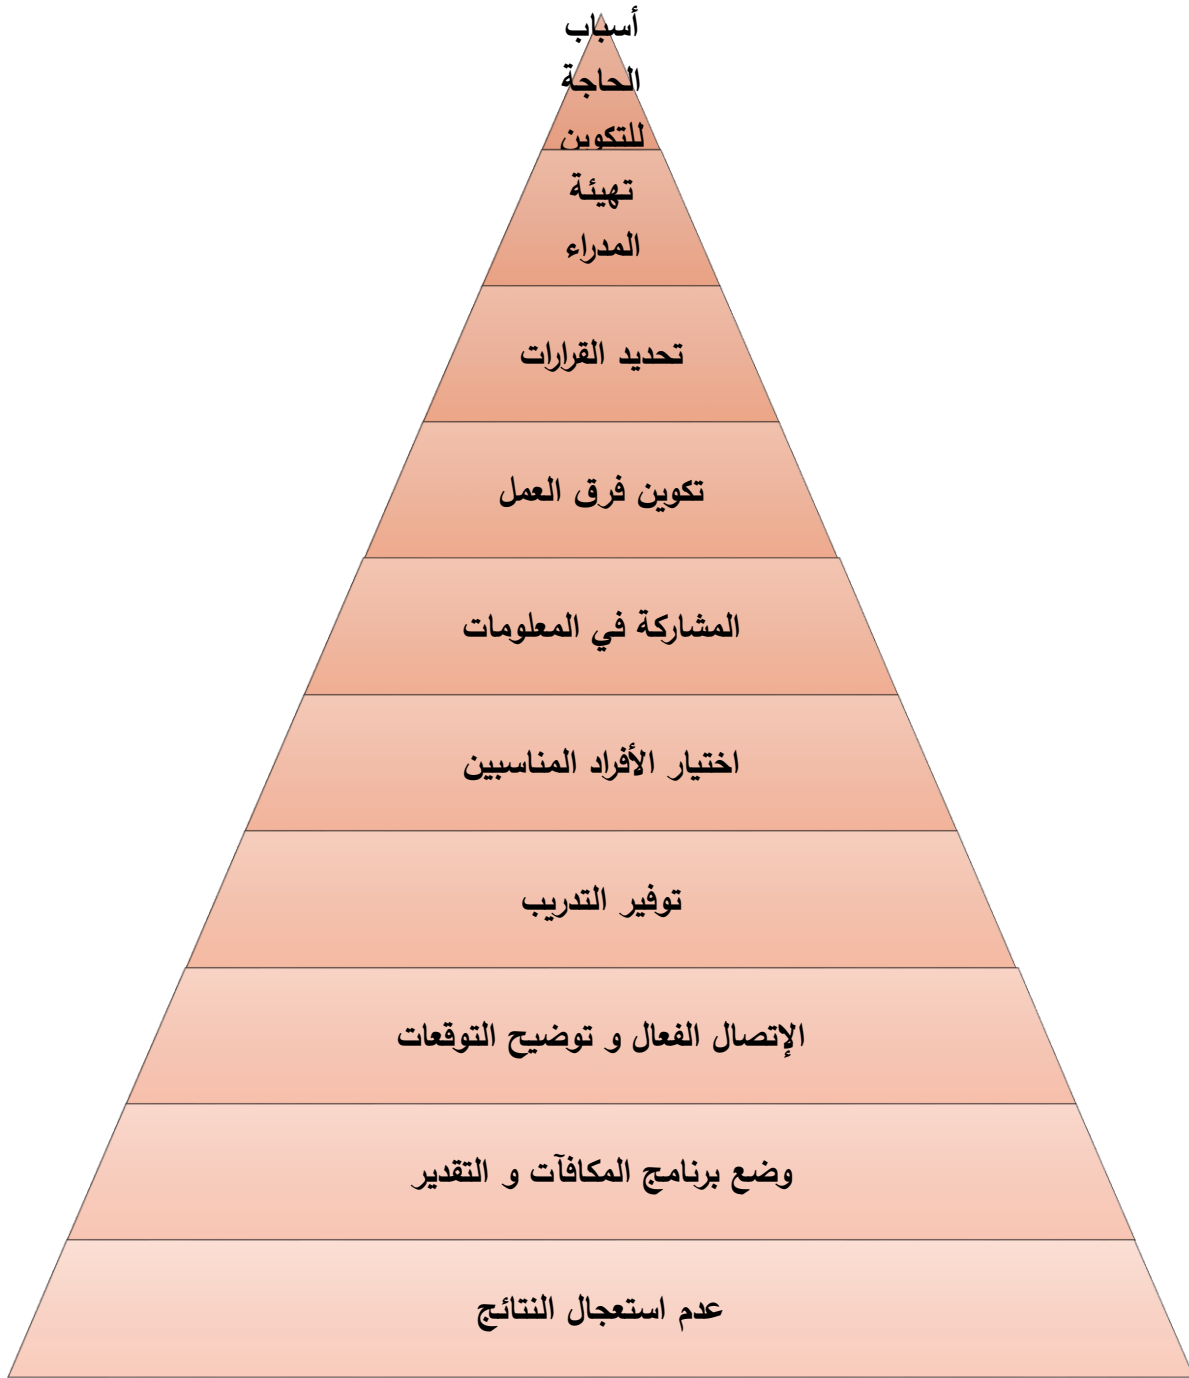 أسباب
الحاجة
للتكوين
تهيئة
المدراء
تحديد القرارات
تكوين فرق العمل
المشاركة في المعلومات
اختيار الأفراد المناسبين
توفير التدريب
الإتصال الفعال و توضيح التوقعات
وضع برنامج المكافآت و التقدير
عدم استعجال النتائج